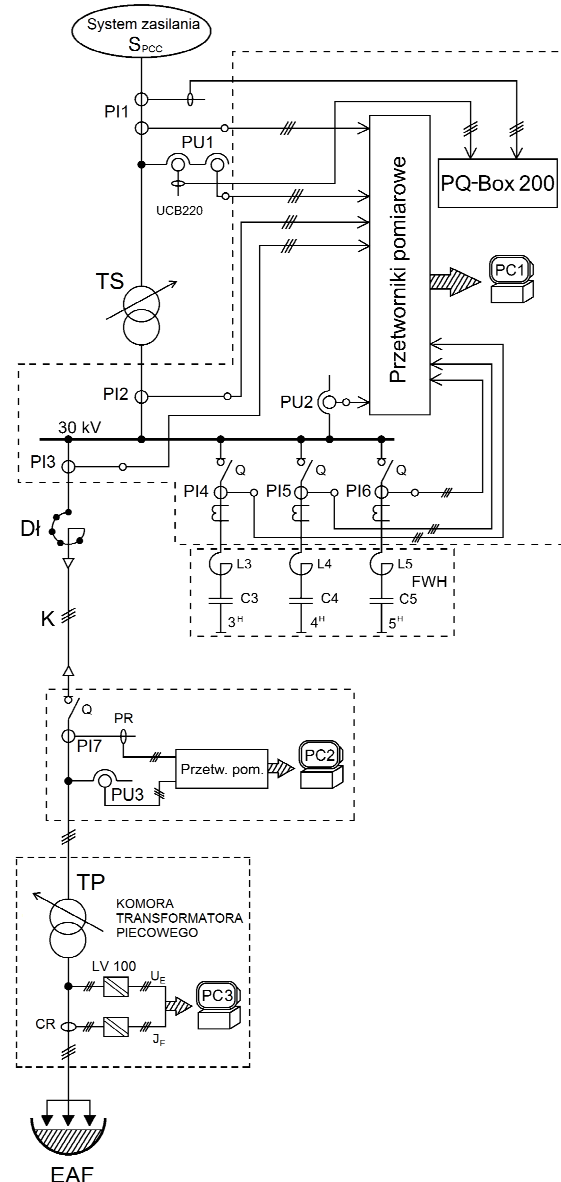 System zasilania
SPCC
PI1
PU1
UCB220
Przetworniki pomiarowe
PQ-Box 200
PC1
TS
PI2
PU2
30 kV
PI3
Q
Q
Q
PI4
PI5
PI6
Dł
L3
L4
L5
FWH
C3
C4
C5
3H
4H
5H
K
Q
PR
PI7
PC2
Przetw. pom.
PU3
TP
KOMORA
TRANSFORMATORA
PIECOWEGO
LV 100
UE
PC3
CR
JF
EAF